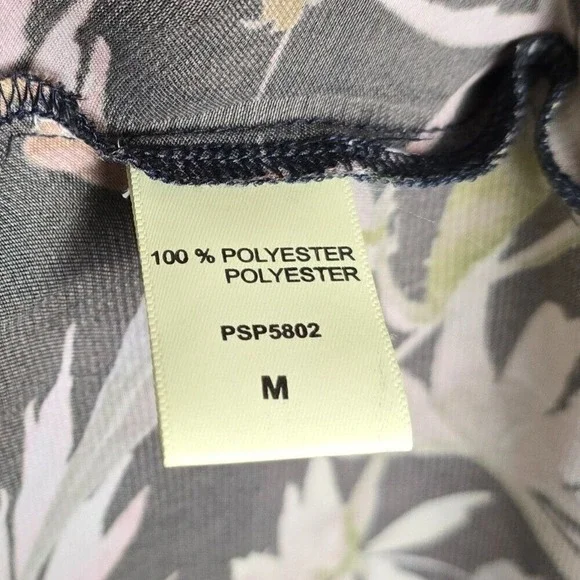 100 % POLYESTER
POLYESTER
PSP5802
M